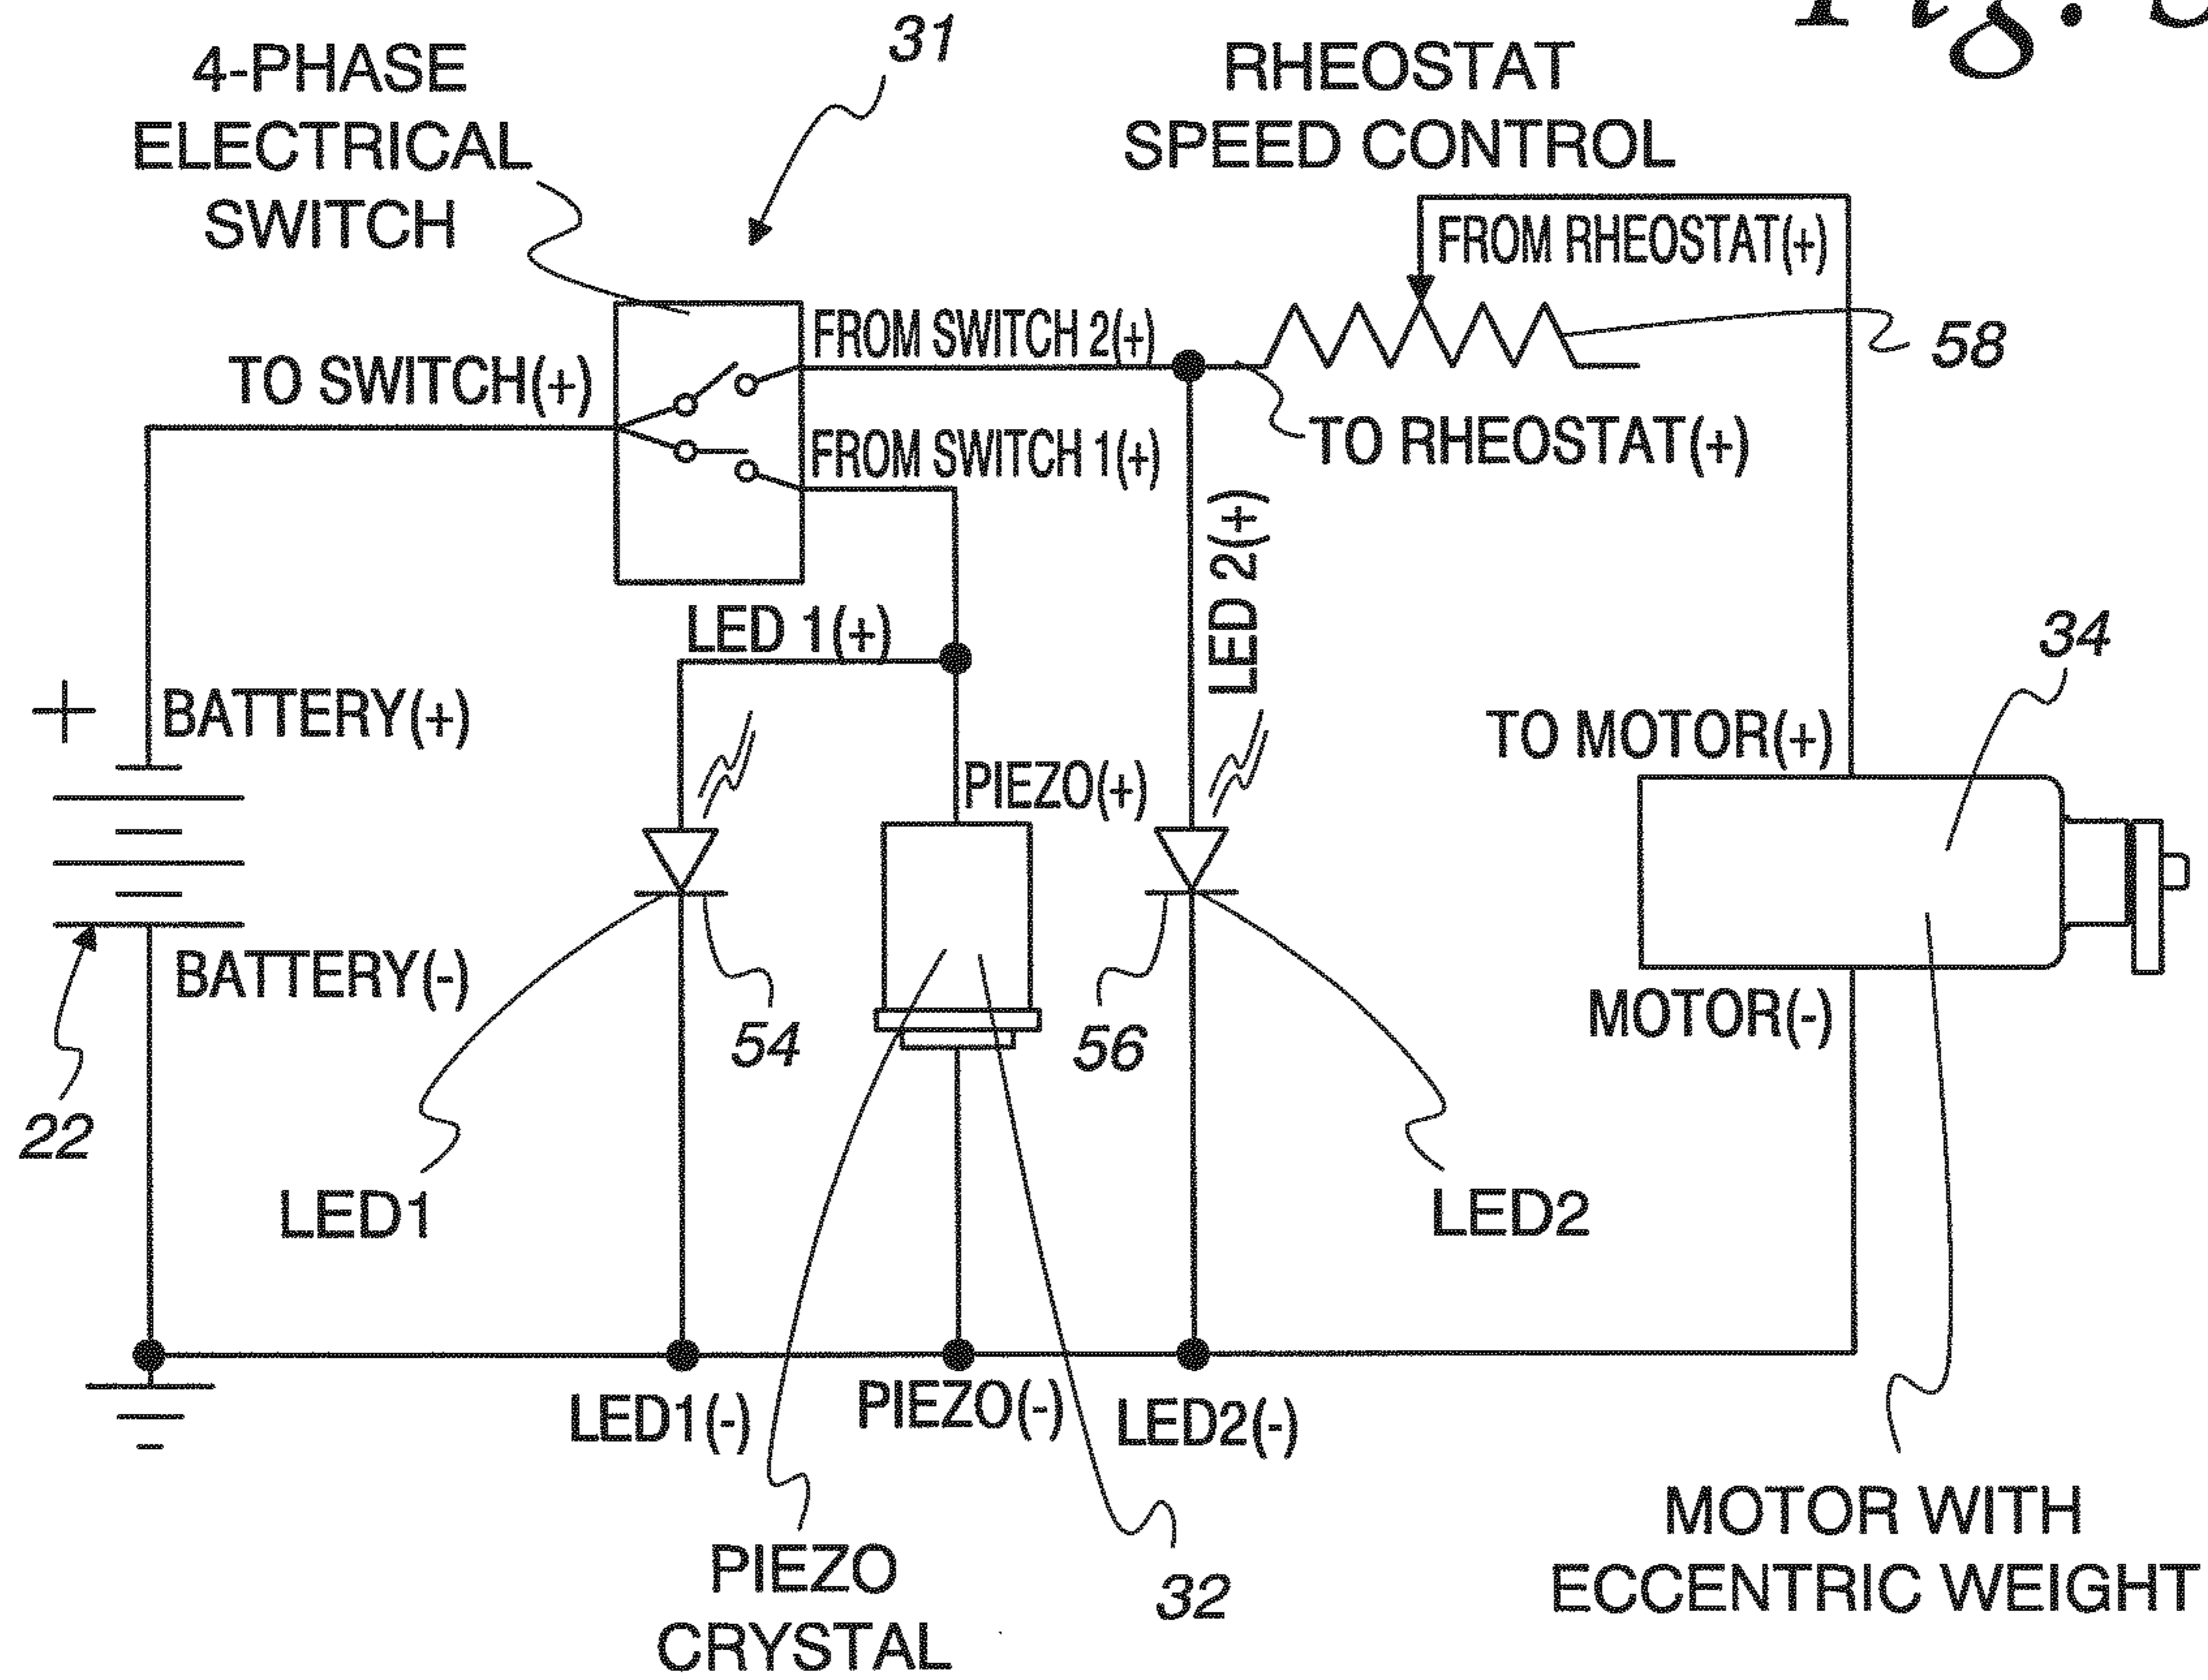 Fig.
31
4-PHASE
ELECTRICAL
SWITCH
RHEOSTAT
SPEED CONTROL
FROM RHEOSTAT(+)
58
FROM SWITCH 2(+)
TO SWITCH(+)
FROM SWITCH 1(+)
TO RHEOSTAT(+)
LED 2(+)
LED 1(+)
34
+
BATTERY(+)
TO MOTOR(+)
PIEZO(+)
BATTERY(-)
MOTOR(-)
54
56
22
LED1
LED2
LED1(-)
PIEZO(-)
LED2(-)
PIEZO
CRYSTAL
32
MOTOR WITH
ECCENTRIC WEIGHT